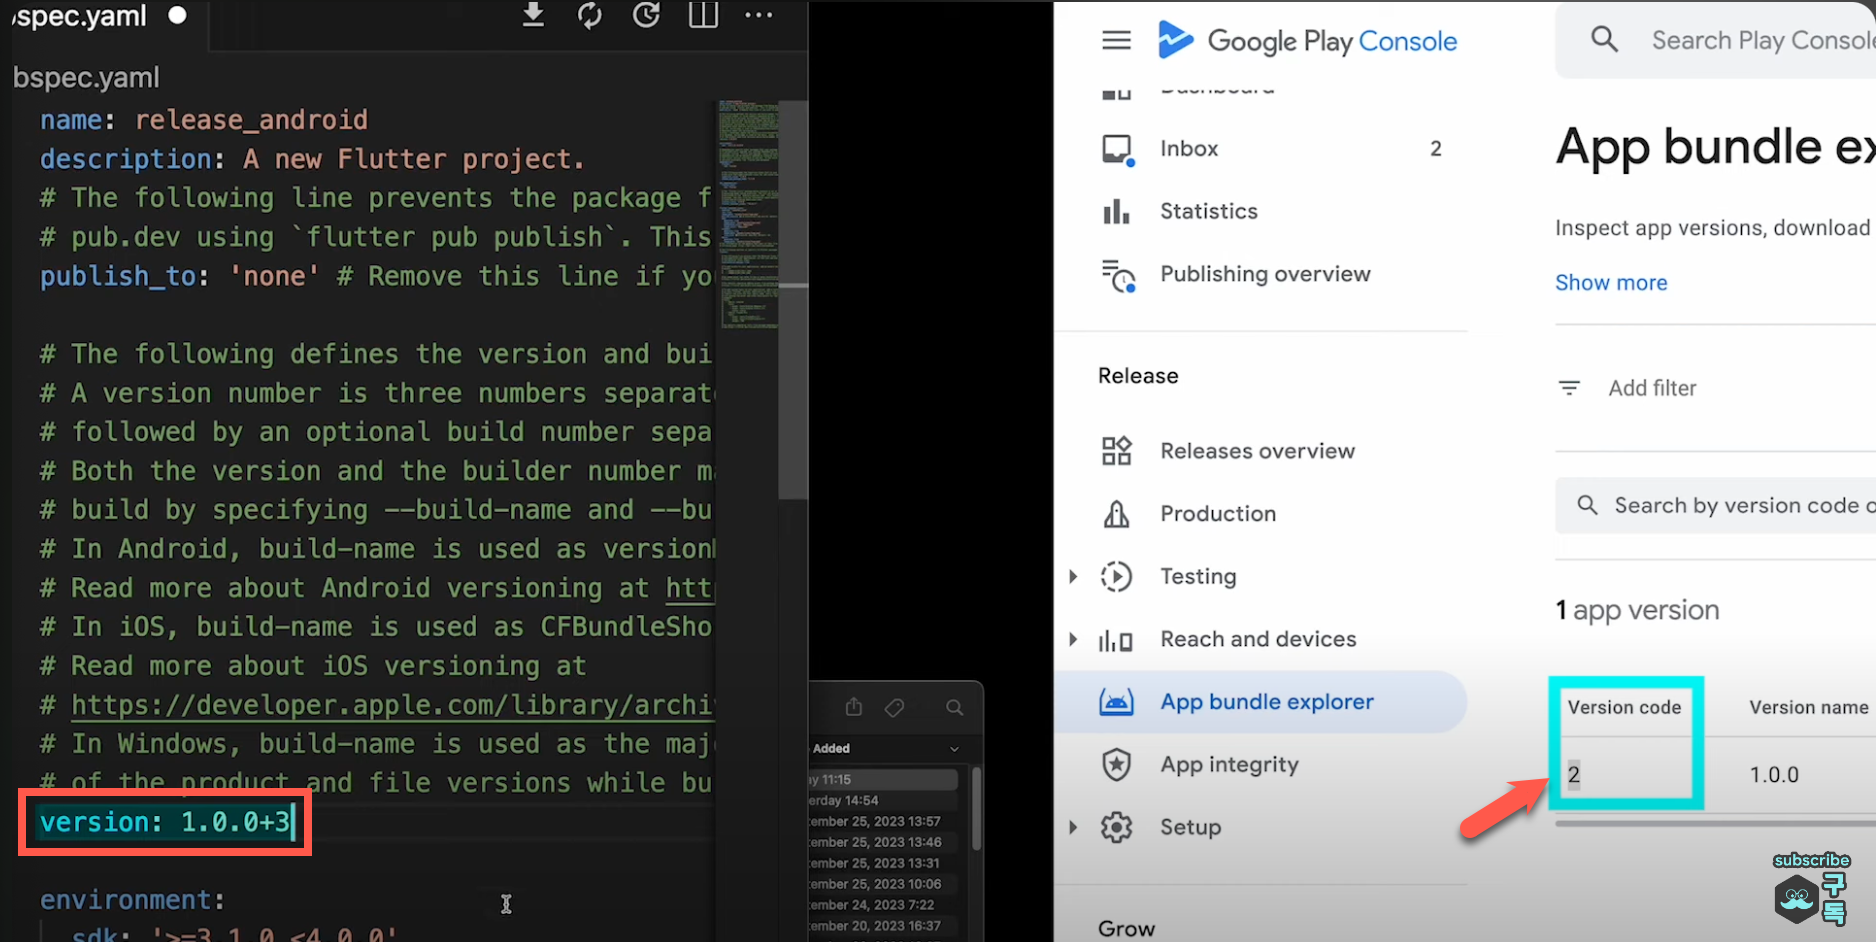 spec.yaml
bspec.yaml
name: release_android
description: A new Flutter project.
# The following line prevents the package f
# pub.dev using `flutter pub publish`. This
publish_to: 'none' # Remove this line if yo
# The following defines the version and bui
# A version number is three numbers separat
# followed by an optional build number sepa
# Both the version and the builder number m
# build by specifying --build-name and --bu
# In Android, build-name is used as version
# Read more about Android versioning at htt
# In iOS, build-name is used as CFBundleSho
# Read more about iOS versioning at
# https://developer.apple.com/library/archi
# In Windows, build-name is used as the maj
# of the product and file versions while bu
version: 1.0.0+3
environment:
sdk: '>=3.1.0 <4.0.0'
Added
ay 11:15
erday 14:54
tember 25, 2023 13:57
ember 25, 2023 13:46
ember 25, 2023 13:31
ember 25, 2023 10:06
ember 24, 2023 7:22
ember 20, 2023 16:37
Google Play Console
Search Play Console
Dashboard
Inbox 2
Statistics
Publishing overview
Release
Releases overview
Production
Testing
Reach and devices
App bundle explorer
App integrity
Setup
Grow
App bundle ex
Inspect app versions, download
Show more
Add filter
Search by version code o
1 app version
Version code Version name
2 1.0.0
subscribe
구독